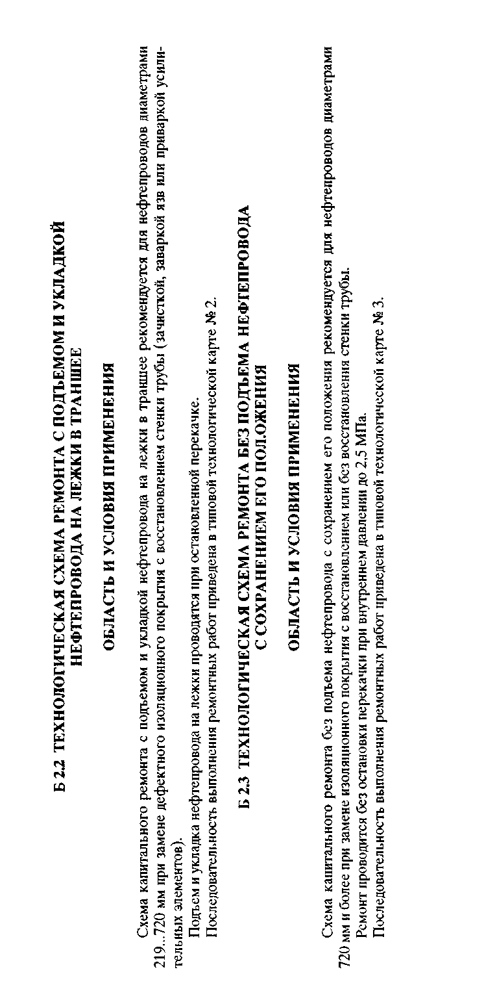 Б 2.2 ТЕХНОЛОГИЧЕСКАЯ СХЕМА РЕМОНТА С ПОДЪЕМОМ И УКЛАДКОЙ
НЕФТЕПРОВОДА НА ЛЕЖКИ В ТРАНШЕЕ
ОБЛАСТЬ И УСЛОВИЯ ПРИМЕНЕНИЯ
Схема капитального ремонта с подъемом и укладкой нефтепровода на лежки в траншее рекомендуется для нефтепроводов диаметрами
219...720 мм при замене дефектного изоляционного покрытия с восстановлением стенки трубы (зачисткой, заваркой язв или приваркой усили-
тельных элементов).
Подъем и укладка нефтепровода на лежки проводятся при остановленной перекачке.
Последовательность выполнения ремонтных работ приведена в типовой технологической карте № 2.
Б 2.3 ТЕХНОЛОГИЧЕСКАЯ СХЕМА РЕМОНТА БЕЗ ПОДЪЕМА НЕФТЕПРОВОДА
С СОХРАНЕНИЕМ ЕГО ПОЛОЖЕНИЯ
ОБЛАСТЬ И УСЛОВИЯ ПРИМЕНЕНИЯ
Схема капитального ремонта без подъема нефтепровода с сохранением его положения рекомендуется для нефтепроводов диаметрами
720 мм и более при замене изоляционного покрытия с восстановлением или без восстановления стенки трубы.
Ремонт проводится без остановки перекачки при внутреннем давлении до 2,5 МПа.
Последовательность выполнения ремонтных работ приведена в типовой технологической карте № 3.